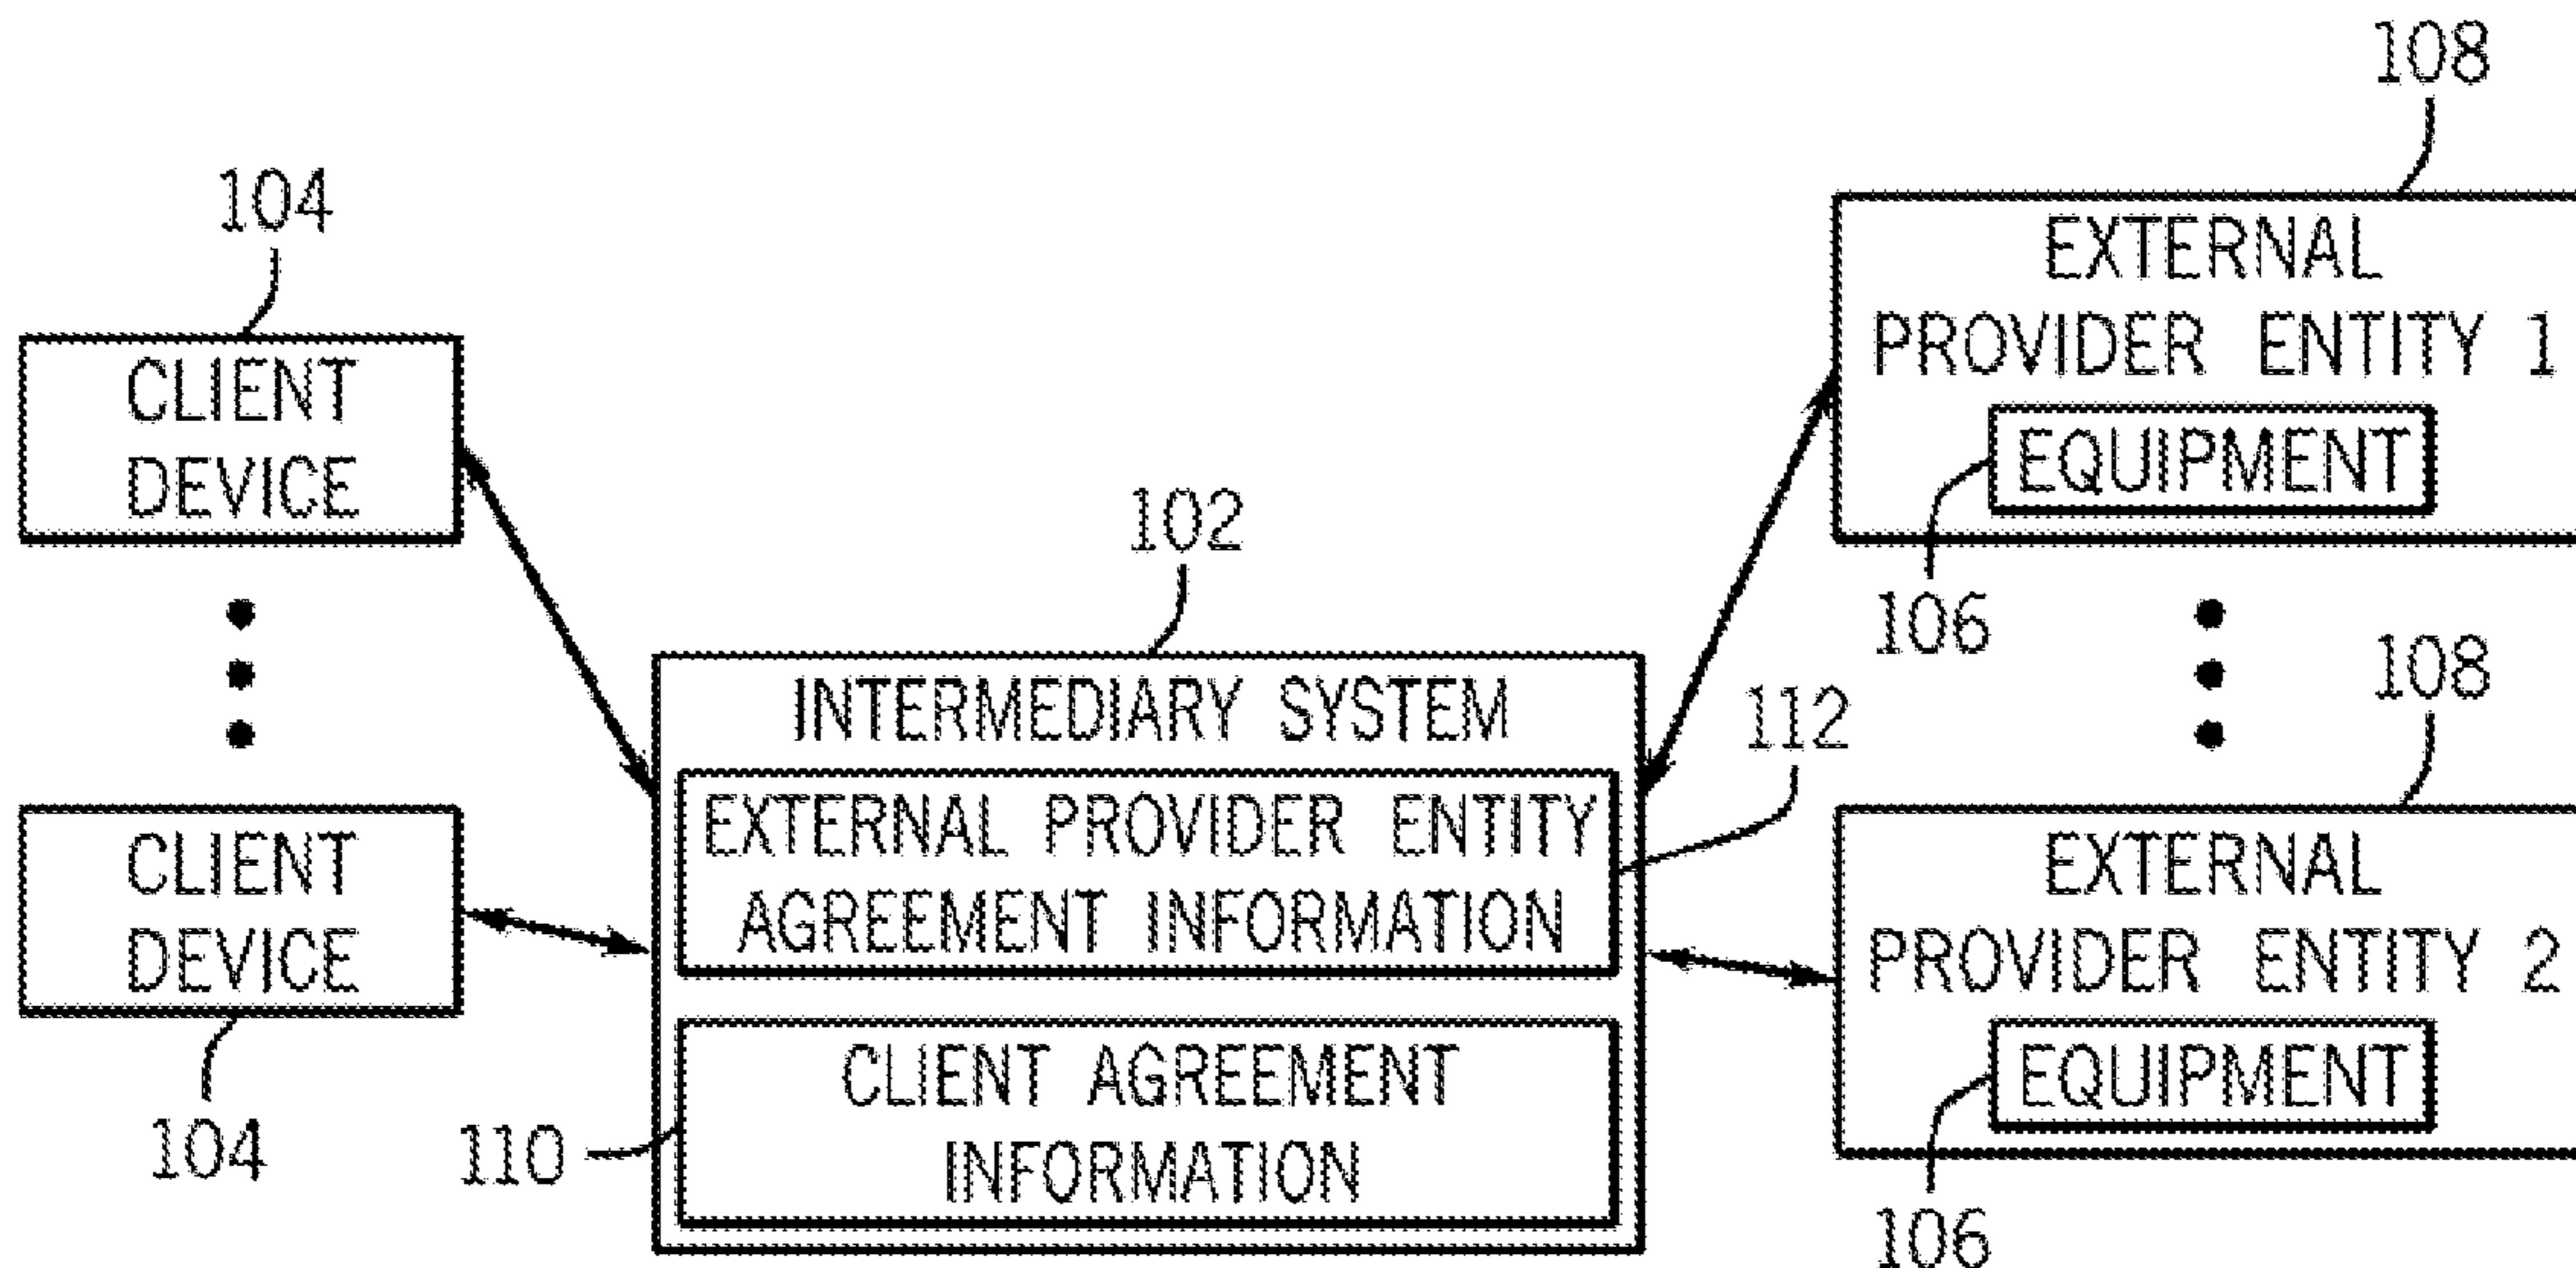 108
104
EXTERNAL
PROVIDER ENTITY 1
EQUIPMENT
106
CLIENT
DEVICE
102
INTERMEDIARY SYSTEM
EXTERNAL PROVIDER ENTITY
AGREEMENT INFORMATION
112
CLIENT AGREEMENT
INFORMATION
110
CLIENT
DEVICE
104
108
EXTERNAL
PROVIDER ENTITY 2
EQUIPMENT
106